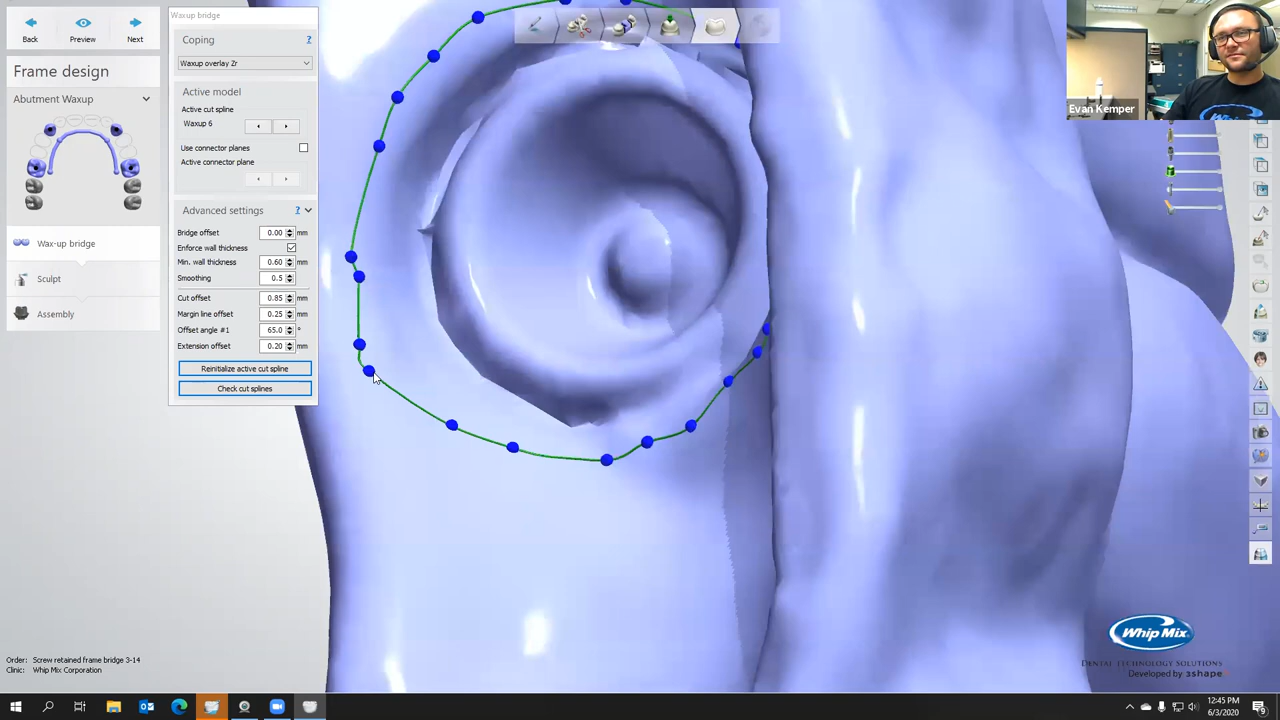 Back
Preview
Next
Frame design
Abutment Waxup
Wax-up bridge
Sculpt
Assembly
Waxup bridge
Coping
?
Waxup overlay Zr
Active model
Active cut spline
Waxup 6
Use connector planes
Active connector plane
Advanced settings
?
Bridge offset 0.00 mm
Enforce wall thickness
Min. wall thickness 0.60 mm
Smoothing 0.5
Cut offset 0.85 mm
Margin line offset 0.25 mm
Offset angle #1 65.0 °
Extension offset 0.20 mm
Reinitialize active cut spline
Check cut splines
Evan Kemper
Whip Mix
Whip Mix
DENTAL TECHNOLOGY SOLUTIONS
Developed by 3shape
Order: Screw retained frame bridge 3-14
Clinic: Whip Mix Corporation
12:45 PM
6/3/2020